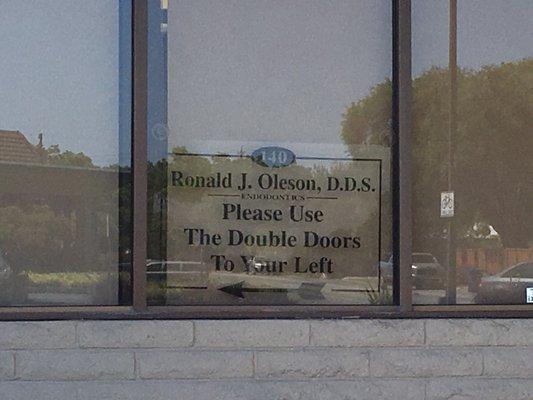 140
Ronald J. Oleson, D.D.S.
ENDODONTICS
Please Use
The Double Doors
To Your Left